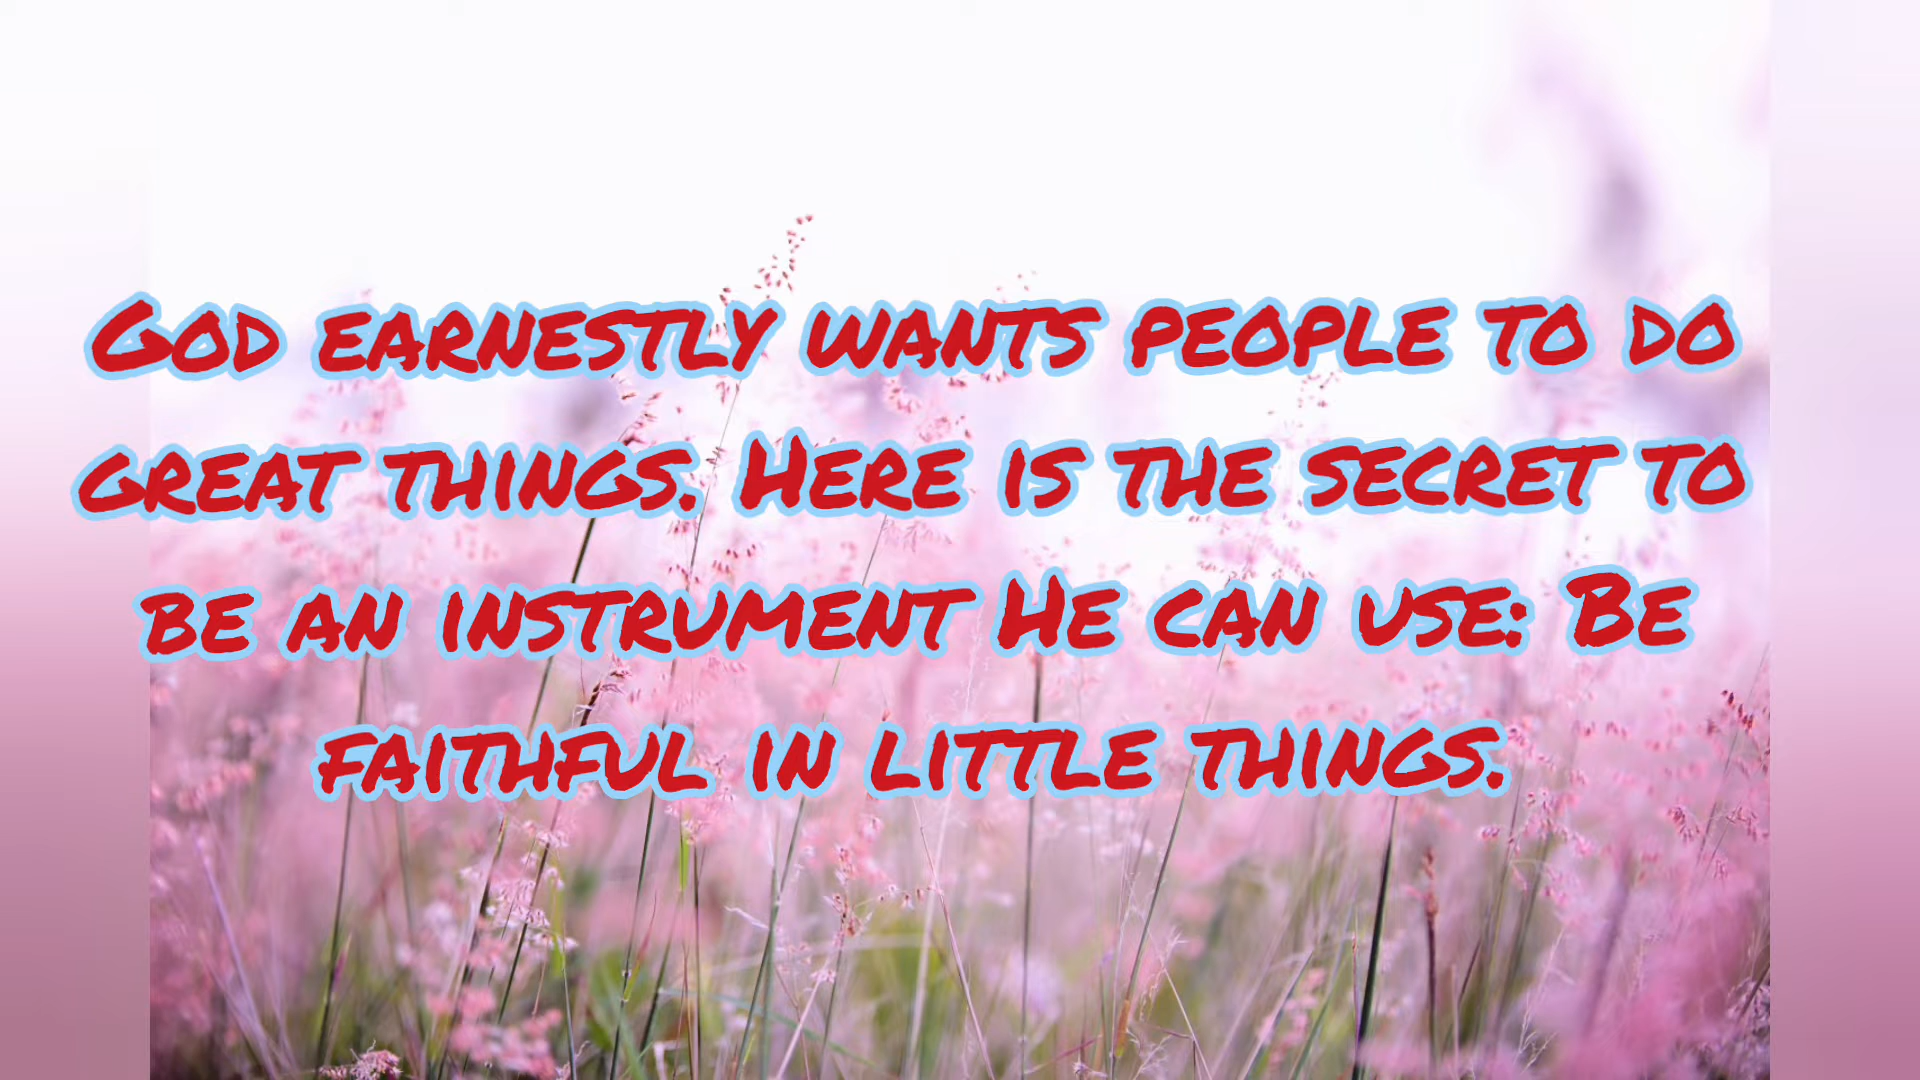 God earnestly wants people to do
great things. Here is the secret to
be an instrument He can use: Be
faithful in little things.